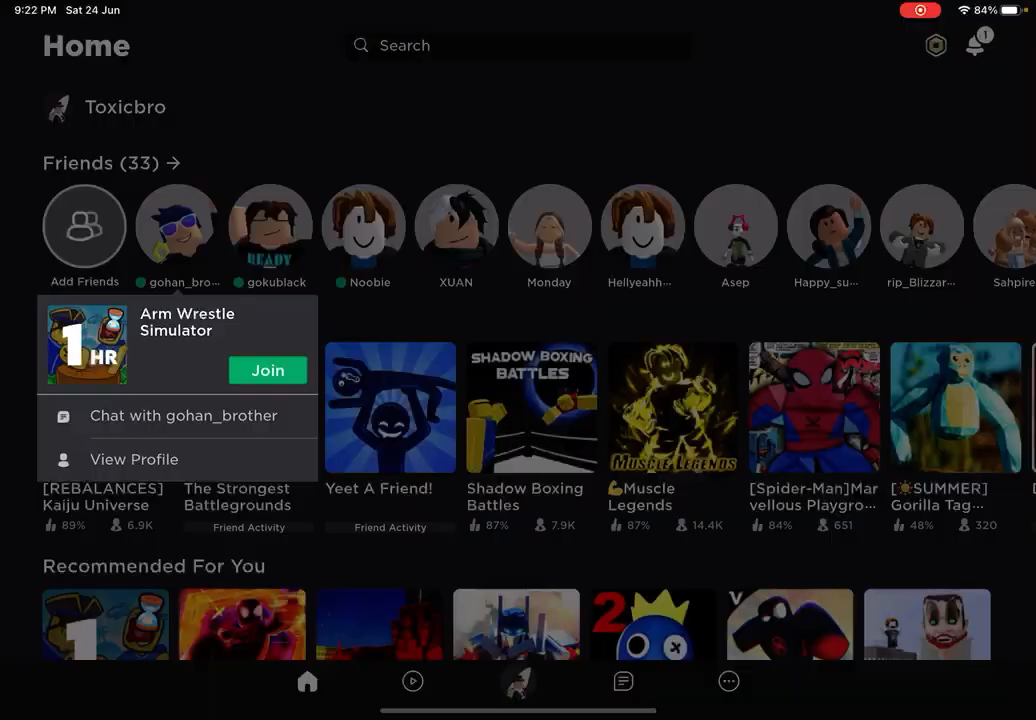 9:22 PM Sat 24 Jun
84%
Home
Search
1
Toxicbro
Friends (33) →
READY
Add Friends
gohan_bro...
gokublack
Noobie
XUAN
Monday
Hellyeahh...
Asep
Happy_su...
rip_Blizzar...
Sahpire
1 HR
Arm Wrestle
Simulator
Join
Chat with gohan_brother
View Profile
SHADOW BOXING
BATTLES
MUSCLE LEGENDS
[REBALANCES]
Kaiju Universe
89% 6.9K
The Strongest
Battlegrounds
Friend Activity
Yeet A Friend!
Friend Activity
Shadow Boxing
Battles
87% 7.9K
💪Muscle
Legends
87% 14.4K
[Spider-Man]Mar
vellous Playgro...
84% 651
[☀️SUMMER]
Gorilla Tag...
48% 320
Recommended For You
1
2
V